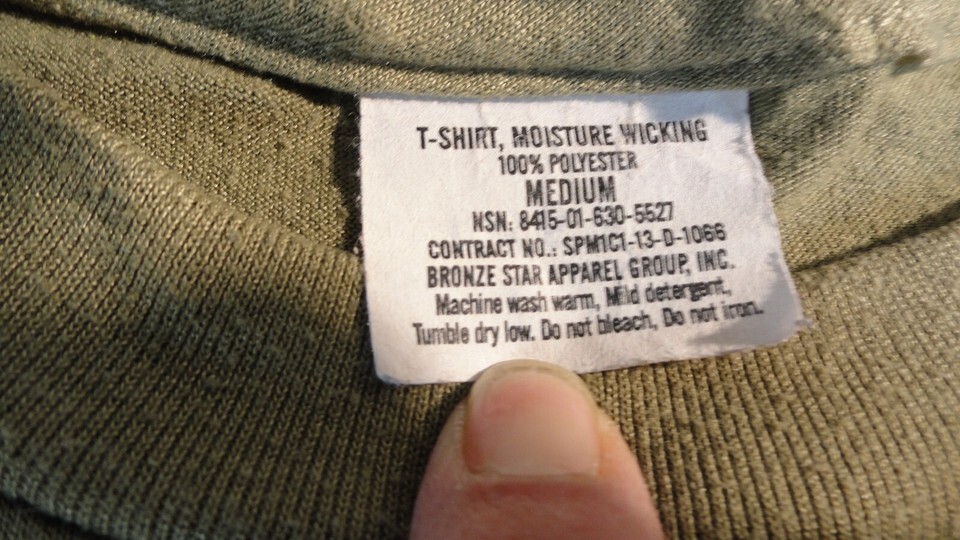 T-SHIRT, MOISTURE WICKING
100% POLYESTER
MEDIUM
NSN: 8415-01-630-5527
CONTRACT NO.: SPM1C1-13-D-1066
BRONZE STAR APPAREL GROUP, INC.
Machine wash warm, Mild detergent,
Tumble dry low. Do not bleach, Do not iron.